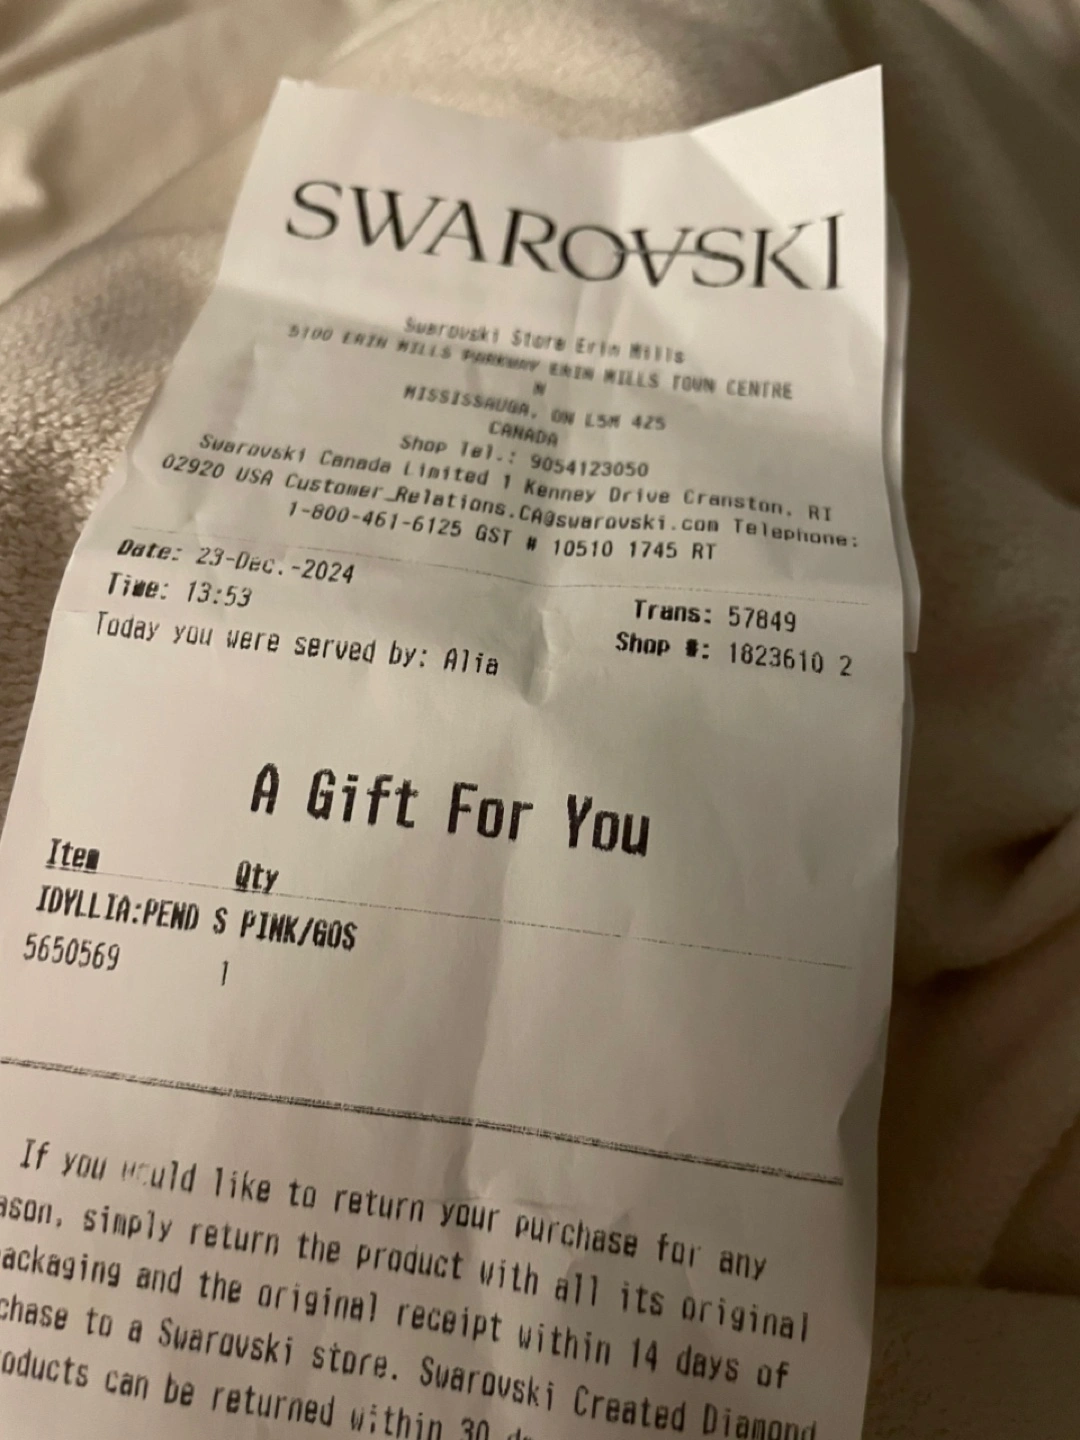 SWAROVSKI
Swarovski Store Erin Mills
5100 ERIN MILLS PARKWAY ERIN MILLS TOWN CENTRE
N
MISSISSAUGA, ON L5M 4Z5
CANADA
Shop Tel.: 9054123050
Swarovski Canada Limited 1 Kenney Drive Cranston, RI
02920 USA Customer_Relations.CA@swarovski.com Telephone:
1-800-461-6125 GST # 10510 1745 RT
Date: 23-Dec.-2024
Time: 13:53
Trans: 57849
Today you were served by: Alia
Shop #: 1823610 2
A Gift For You
Item Qty
IDYLLIA:PEND S PINK/GOS
5650569 1
If you would like to return your purchase for any
ason, simply return the product with all its original
ackaging and the original receipt within 14 days of
chase to a Swarovski store. Swarovski Created Diamond
oducts can be returned within 30